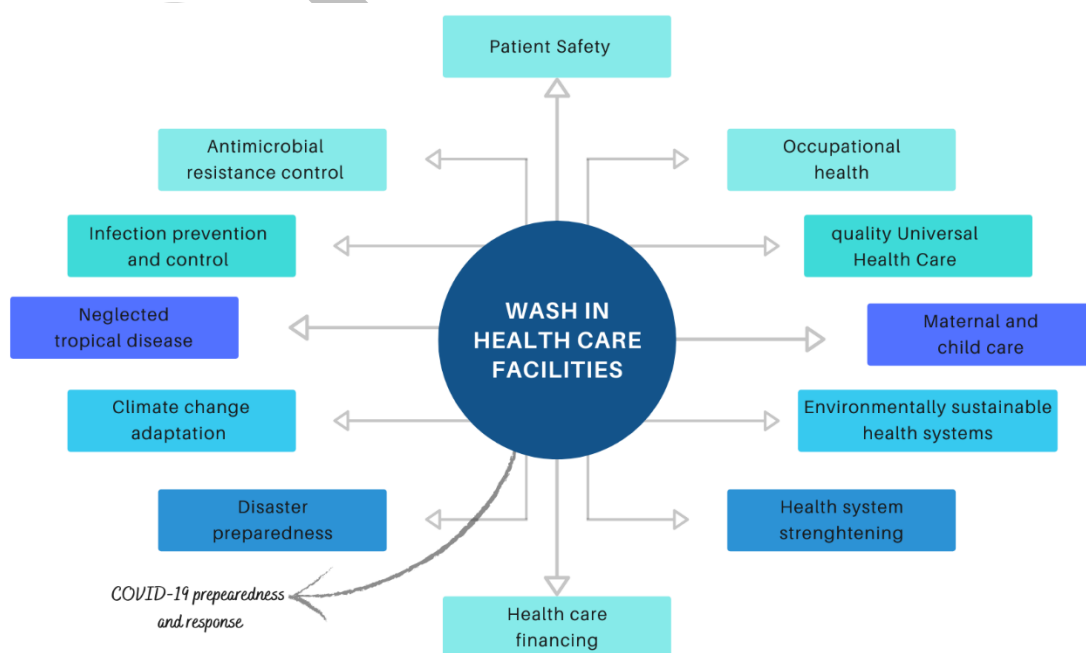 Patient Safety
Antimicrobial
resistance control
Occupational
health
Infection prevention
and control
quality Universal
Health Care
WASH IN
HEALTH CARE
FACILITIES
Neglected
tropical disease
Maternal and
child care
Climate change
adaptation
Environmentally sustainable
health systems
Disaster
preparedness
Health system
strenghtening
COVID-19 prepearedness
and response
Health care
financing